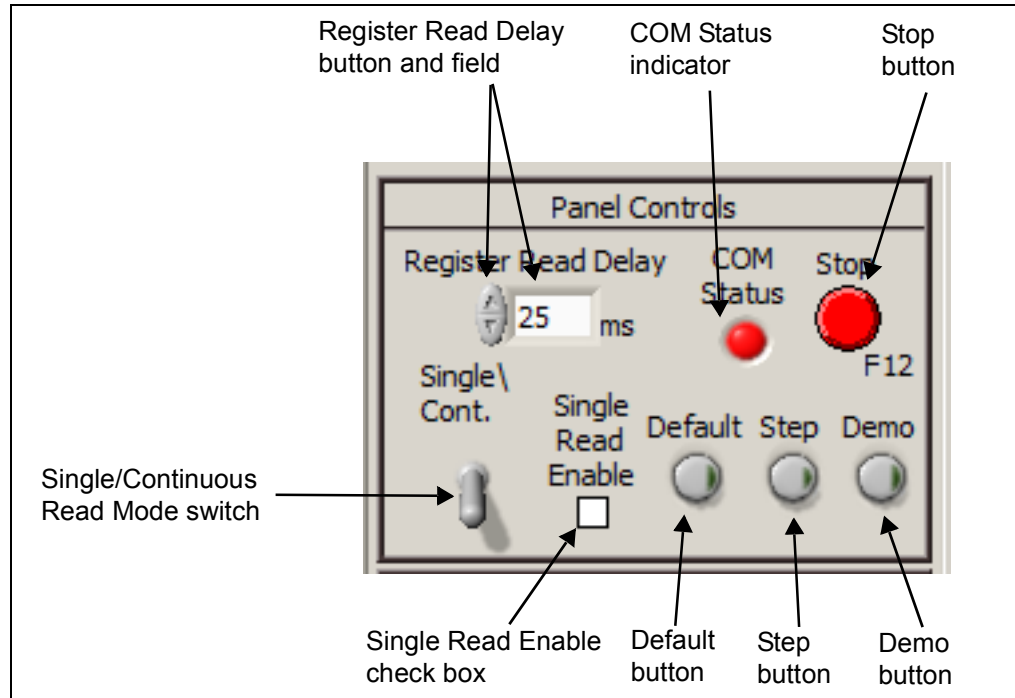 Register Read Delay
button and field
COM Status
indicator
Stop
button
Panel Controls
Register Read Delay
COM
Status
Stop
25
ms
F12
Single\
Cont.
Single
Read
Enable
Default
Step
Demo
Single/Continuous
Read Mode switch
Single Read Enable
check box
Default
button
Step
button
Demo
button